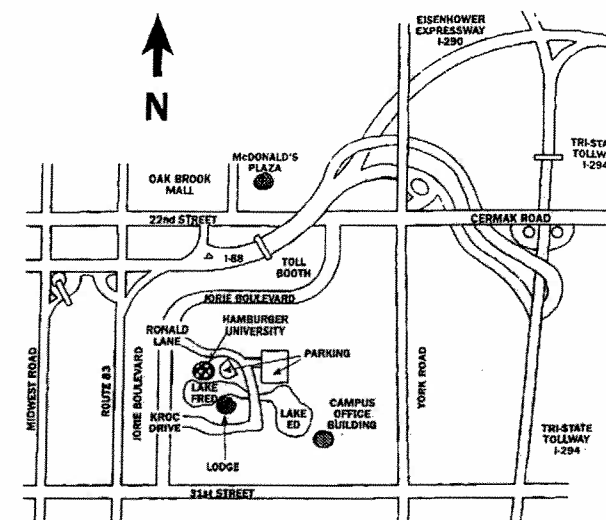 EISENHOWER
EXPRESSWAY
I-290
N
McDONALD'S
PLAZA
OAK BROOK
MALL
TRI-STA
TOLLW
I-294
22nd STREET
CERMAK ROAD
I-88
TOLL
BOOTH
JORIE BOULEVARD
HAMBURGER
UNIVERSITY
RONALD
LANE
PARKING
MIDWEST ROAD
ROUTE 83
JORIE BOULEVARD
YORK ROAD
LAKE
FRED
LAKE
ED
CAMPUS
OFFICE
BUILDING
KROC
DRIVE
LODGE
TRI-STATE
TOLLWAY
I-294
31st STREET